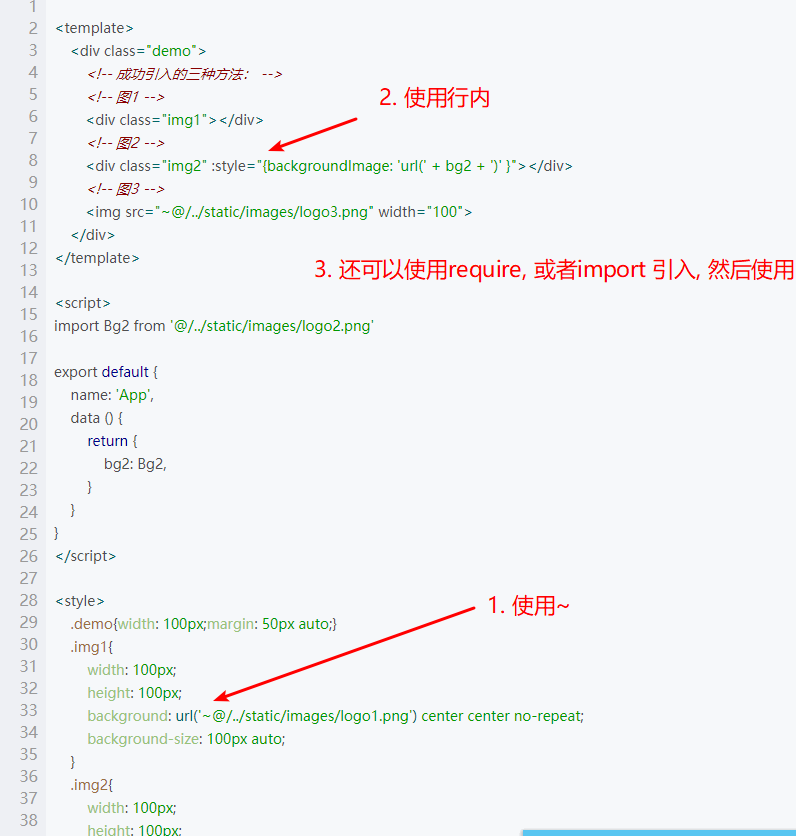 1
2 <template>
3 <div class="demo">
4 <!-- 成功引入的三种方法： -->
5 <!-- 图1 -->
2. 使用行内
6 <div class="img1"></div>
7 <!-- 图2 -->
8 <div class="img2" :style="{backgroundImage: 'url(' + bg2 + ')' }"></div>
9 <!-- 图3 -->
10 <img src="~@/../static/images/logo3.png" width="100">
11 </div>
12 </template>
13
3. 还可以使用require, 或者import 引入, 然后使用
14 <script>
15 import Bg2 from '@/../static/images/logo2.png'
16
17 export default {
18 name: 'App',
19 data () {
20 return {
21 bg2: Bg2,
22 }
23 }
24 }
25 </script>
26
27 <style>
1. 使用~
28 .demo{width: 100px;margin: 50px auto;}
29 .img1{
30 width: 100px;
31 height: 100px;
32 background: url('~@/../static/images/logo1.png') center center no-repeat;
33 background-size: 100px auto;
34 }
35 .img2{
36 width: 100px;
37 height: 100px;
38